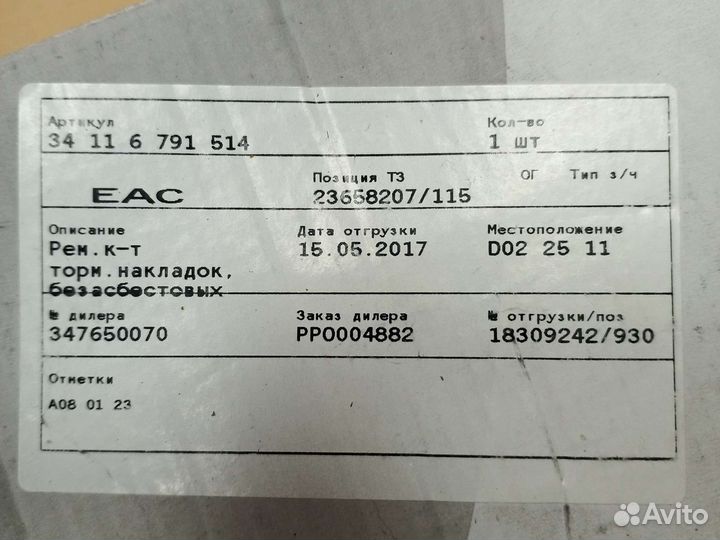 Артикул Кол-во
34 11 6 791 514 1 шт
Позиция ТЗ ОГ Тип з/ч
EAC 23658207/115
Описание Дата отгрузки Местоположение
Рем.к-т 15.05.2017 D02 25 11
торм.накладок,
безасбестовых
№ дилера Заказ дилера № отгрузки/поз
347650070 PPO004882 18309242/930
Отметки
A08 01 23
Avito